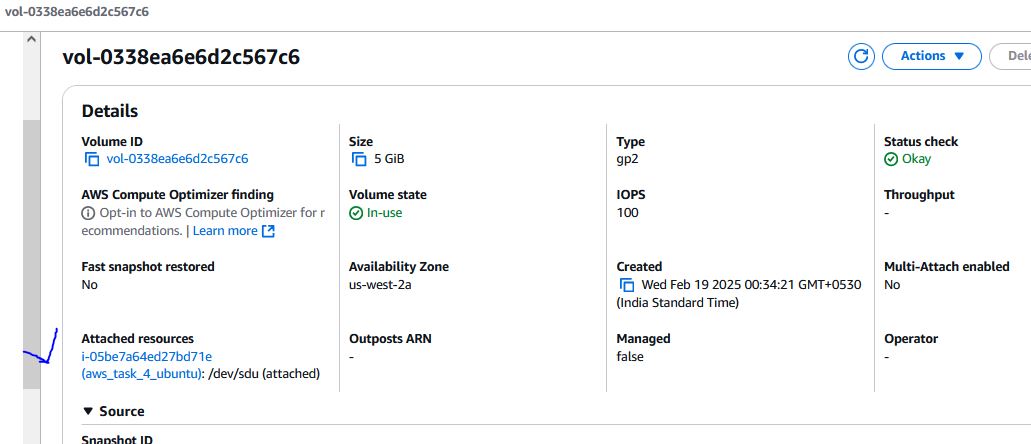 vol-0338ea6e6d2c567c6
vol-0338ea6e6d2c567c6
Actions
Details
Volume ID
vol-0338ea6e6d2c567c6
Size
5 GiB
Type
gp2
Status check
Okay
AWS Compute Optimizer finding
Opt-in to AWS Compute Optimizer for r
ecommendations. | Learn more
Volume state
In-use
IOPS
100
Throughput
-
Fast snapshot restored
No
Availability Zone
us-west-2a
Created
Wed Feb 19 2025 00:34:21 GMT+0530
(India Standard Time)
Multi-Attach enabled
No
Attached resources
i-05be7a64ed27bd71e
(aws_task_4_ubuntu): /dev/sdu (attached)
Outposts ARN
-
Managed
false
Operator
-
Source
Snapshot ID